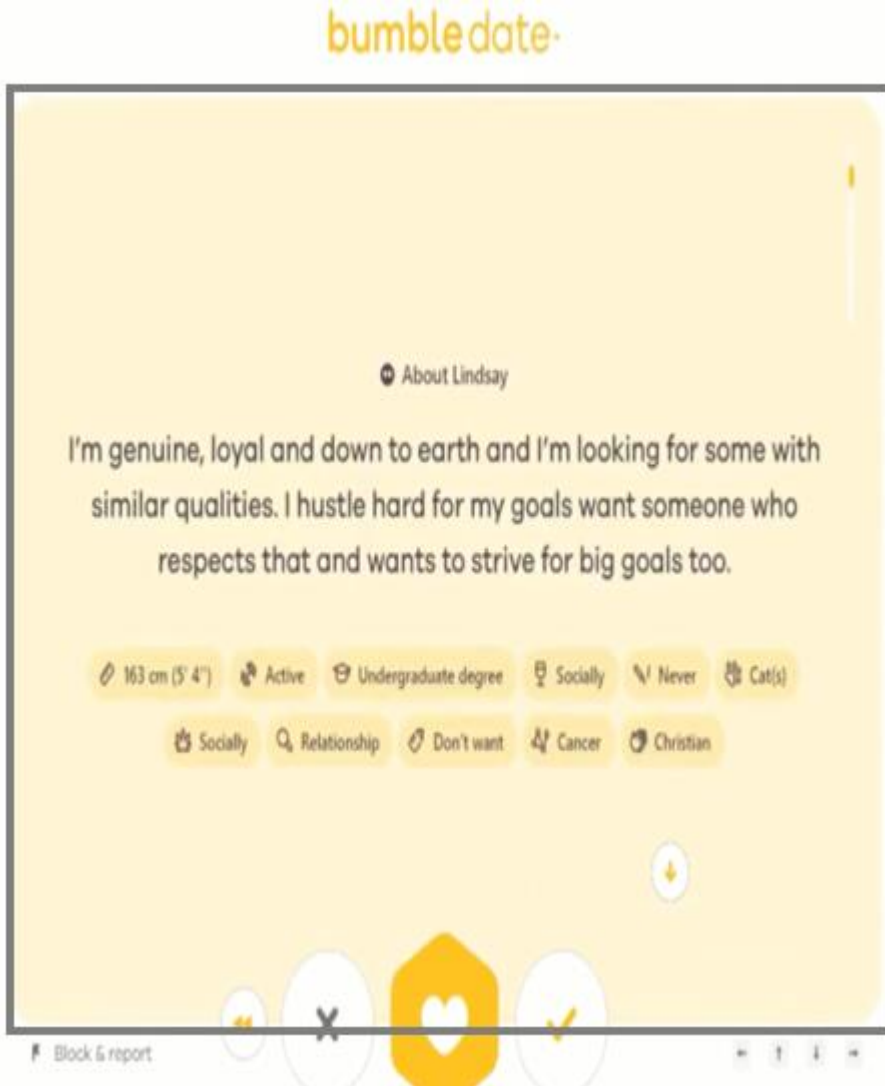 bumble date
About Lindsay
I'm genuine, loyal and down to earth and I'm looking for some with
similar qualities. I hustle hard for my goals want someone who
respects that and wants to strive for big goals too.
163 cm (5' 4") Active Undergraduate degree Socially Never Cat(s)
Socially Relationship Don't want Cancer Christian
Block & report